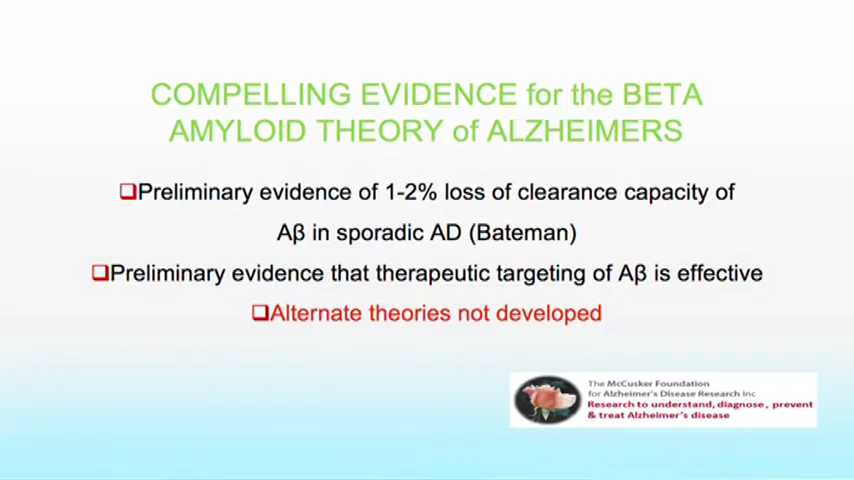 COMPELLING EVIDENCE for the BETA
AMYLOID THEORY of ALZHEIMERS
❑Preliminary evidence of 1-2% loss of clearance capacity of
Aβ in sporadic AD (Bateman)
❑Preliminary evidence that therapeutic targeting of Aβ is effective
❑Alternate theories not developed
The McCusker Foundation
for Alzheimer's Disease Research Inc
Research to understand, diagnose , prevent
& treat Alzheimer's disease